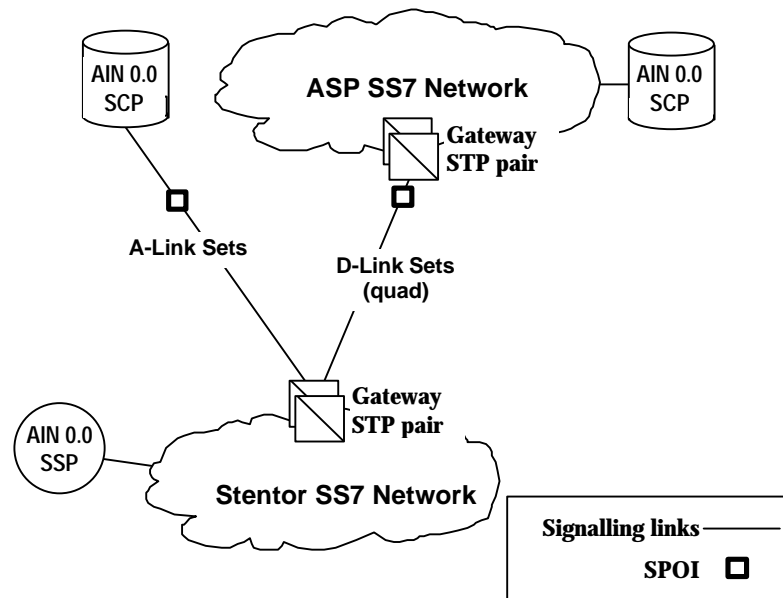 AIN 0.0
SCP
ASP SS7 Network
AIN 0.0
SCP
Gateway
STP pair
A-Link Sets
D-Link Sets
(quad)
Gateway
STP pair
AIN 0.0
SSP
Stentor SS7 Network
Signalling links
SPOI